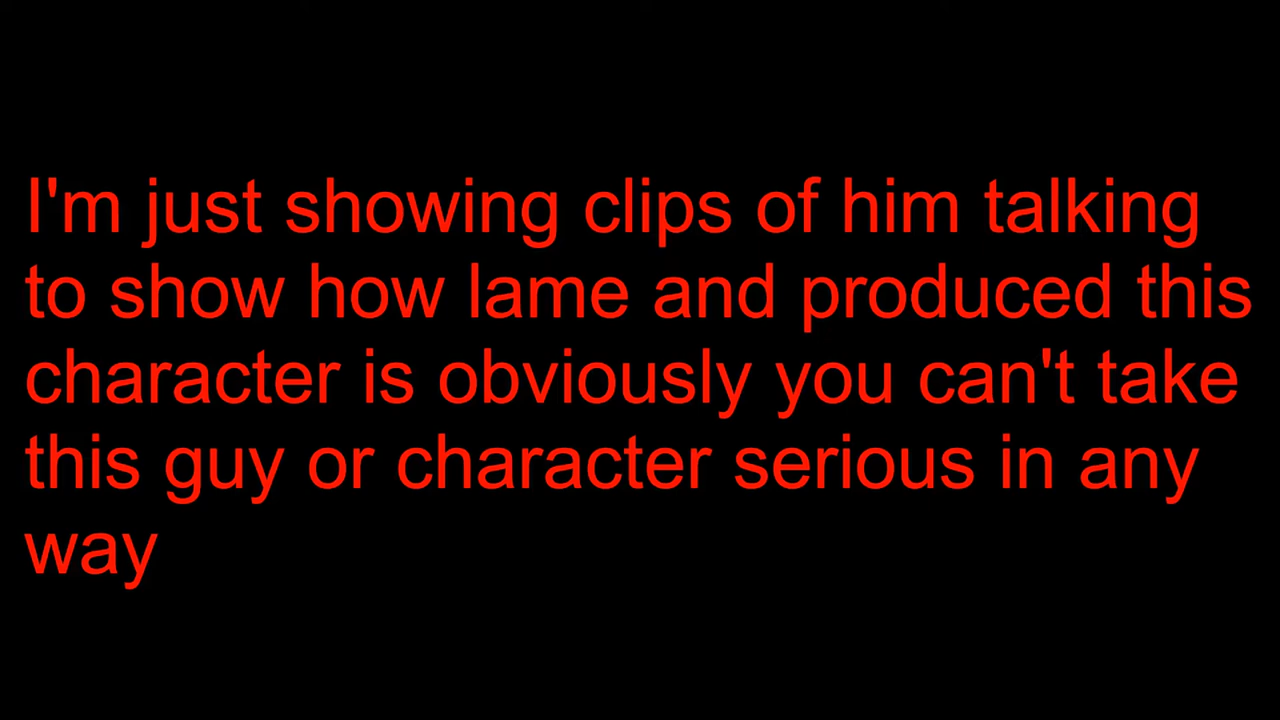 I'm just showing clips of him talking
to show how lame and produced this
character is obviously you can't take
this guy or character serious in any
way